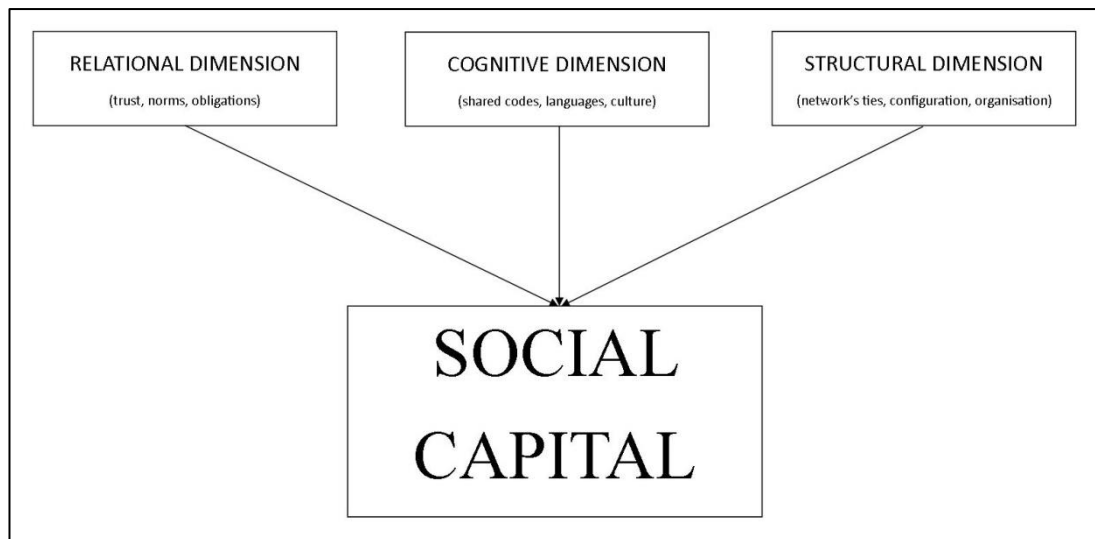 RELATIONAL DIMENSION
(trust, norms, obligations)
COGNITIVE DIMENSION
(shared codes, languages, culture)
STRUCTURAL DIMENSION
(network's ties, configuration, organisation)
SOCIAL
CAPITAL